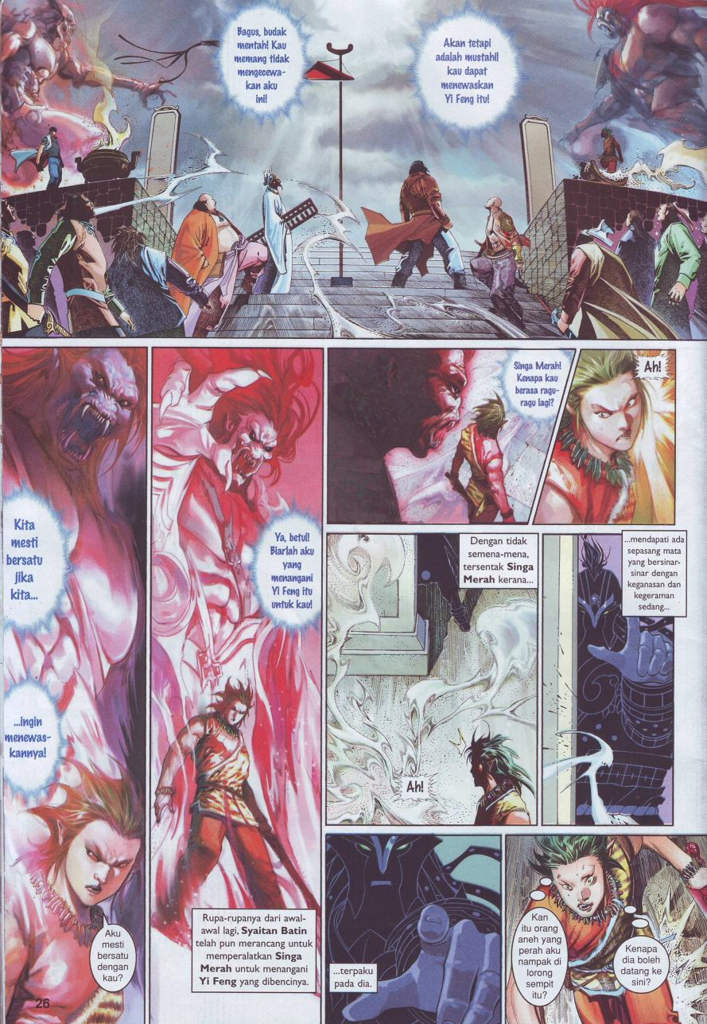 Bagus, budak
mentah! Kau
memang tidak
mengecewa-
kan aku
ini!
Akan tetapi
adalah mustahil
kau dapat
menewaskan
Yi Feng itu!
Kita
mesti
bersatu
jika
kita...
...ingin
menewas-
kannya!
Aku
mesti
bersatu
dengan
kau?
Ya, betul!
Biarlah aku
yang
menangani
Yi Feng itu
untuk kau!
Rupa-rupanya dari awal-
awal lagi, Syaitan Batin
telah pun merancang untuk
memperalatkan Singa
Merah untuk menangani
Yi Feng yang dibencinya.
Singa
Merah!
Kenapa kau
berasa ragu-
ragu lagi?
Ah!
Dengan tidak
semena-mena,
tersentak Singa
Merah kerana...
Ah!
...mendapati ada
sepasang mata
yang bersinar-
sinar dengan
keganasan dan
kegeraman
sedang...
...terpaku
pada dia.
Kan
itu orang
aneh yang
perah aku
nampak di
lorong
sempit
itu?
Kenapa
dia boleh
datang ke
sini?
26